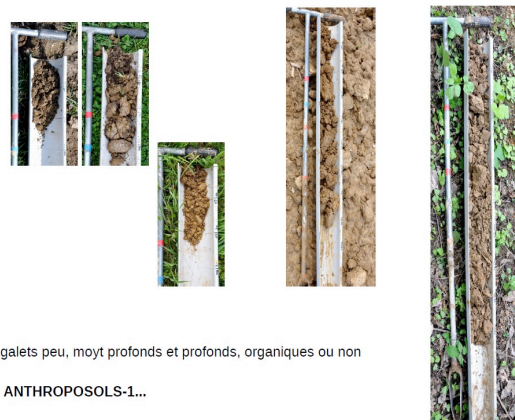 galets peu, moyt profonds et profonds, organiques ou non
ANTHROPOSOLS-1...